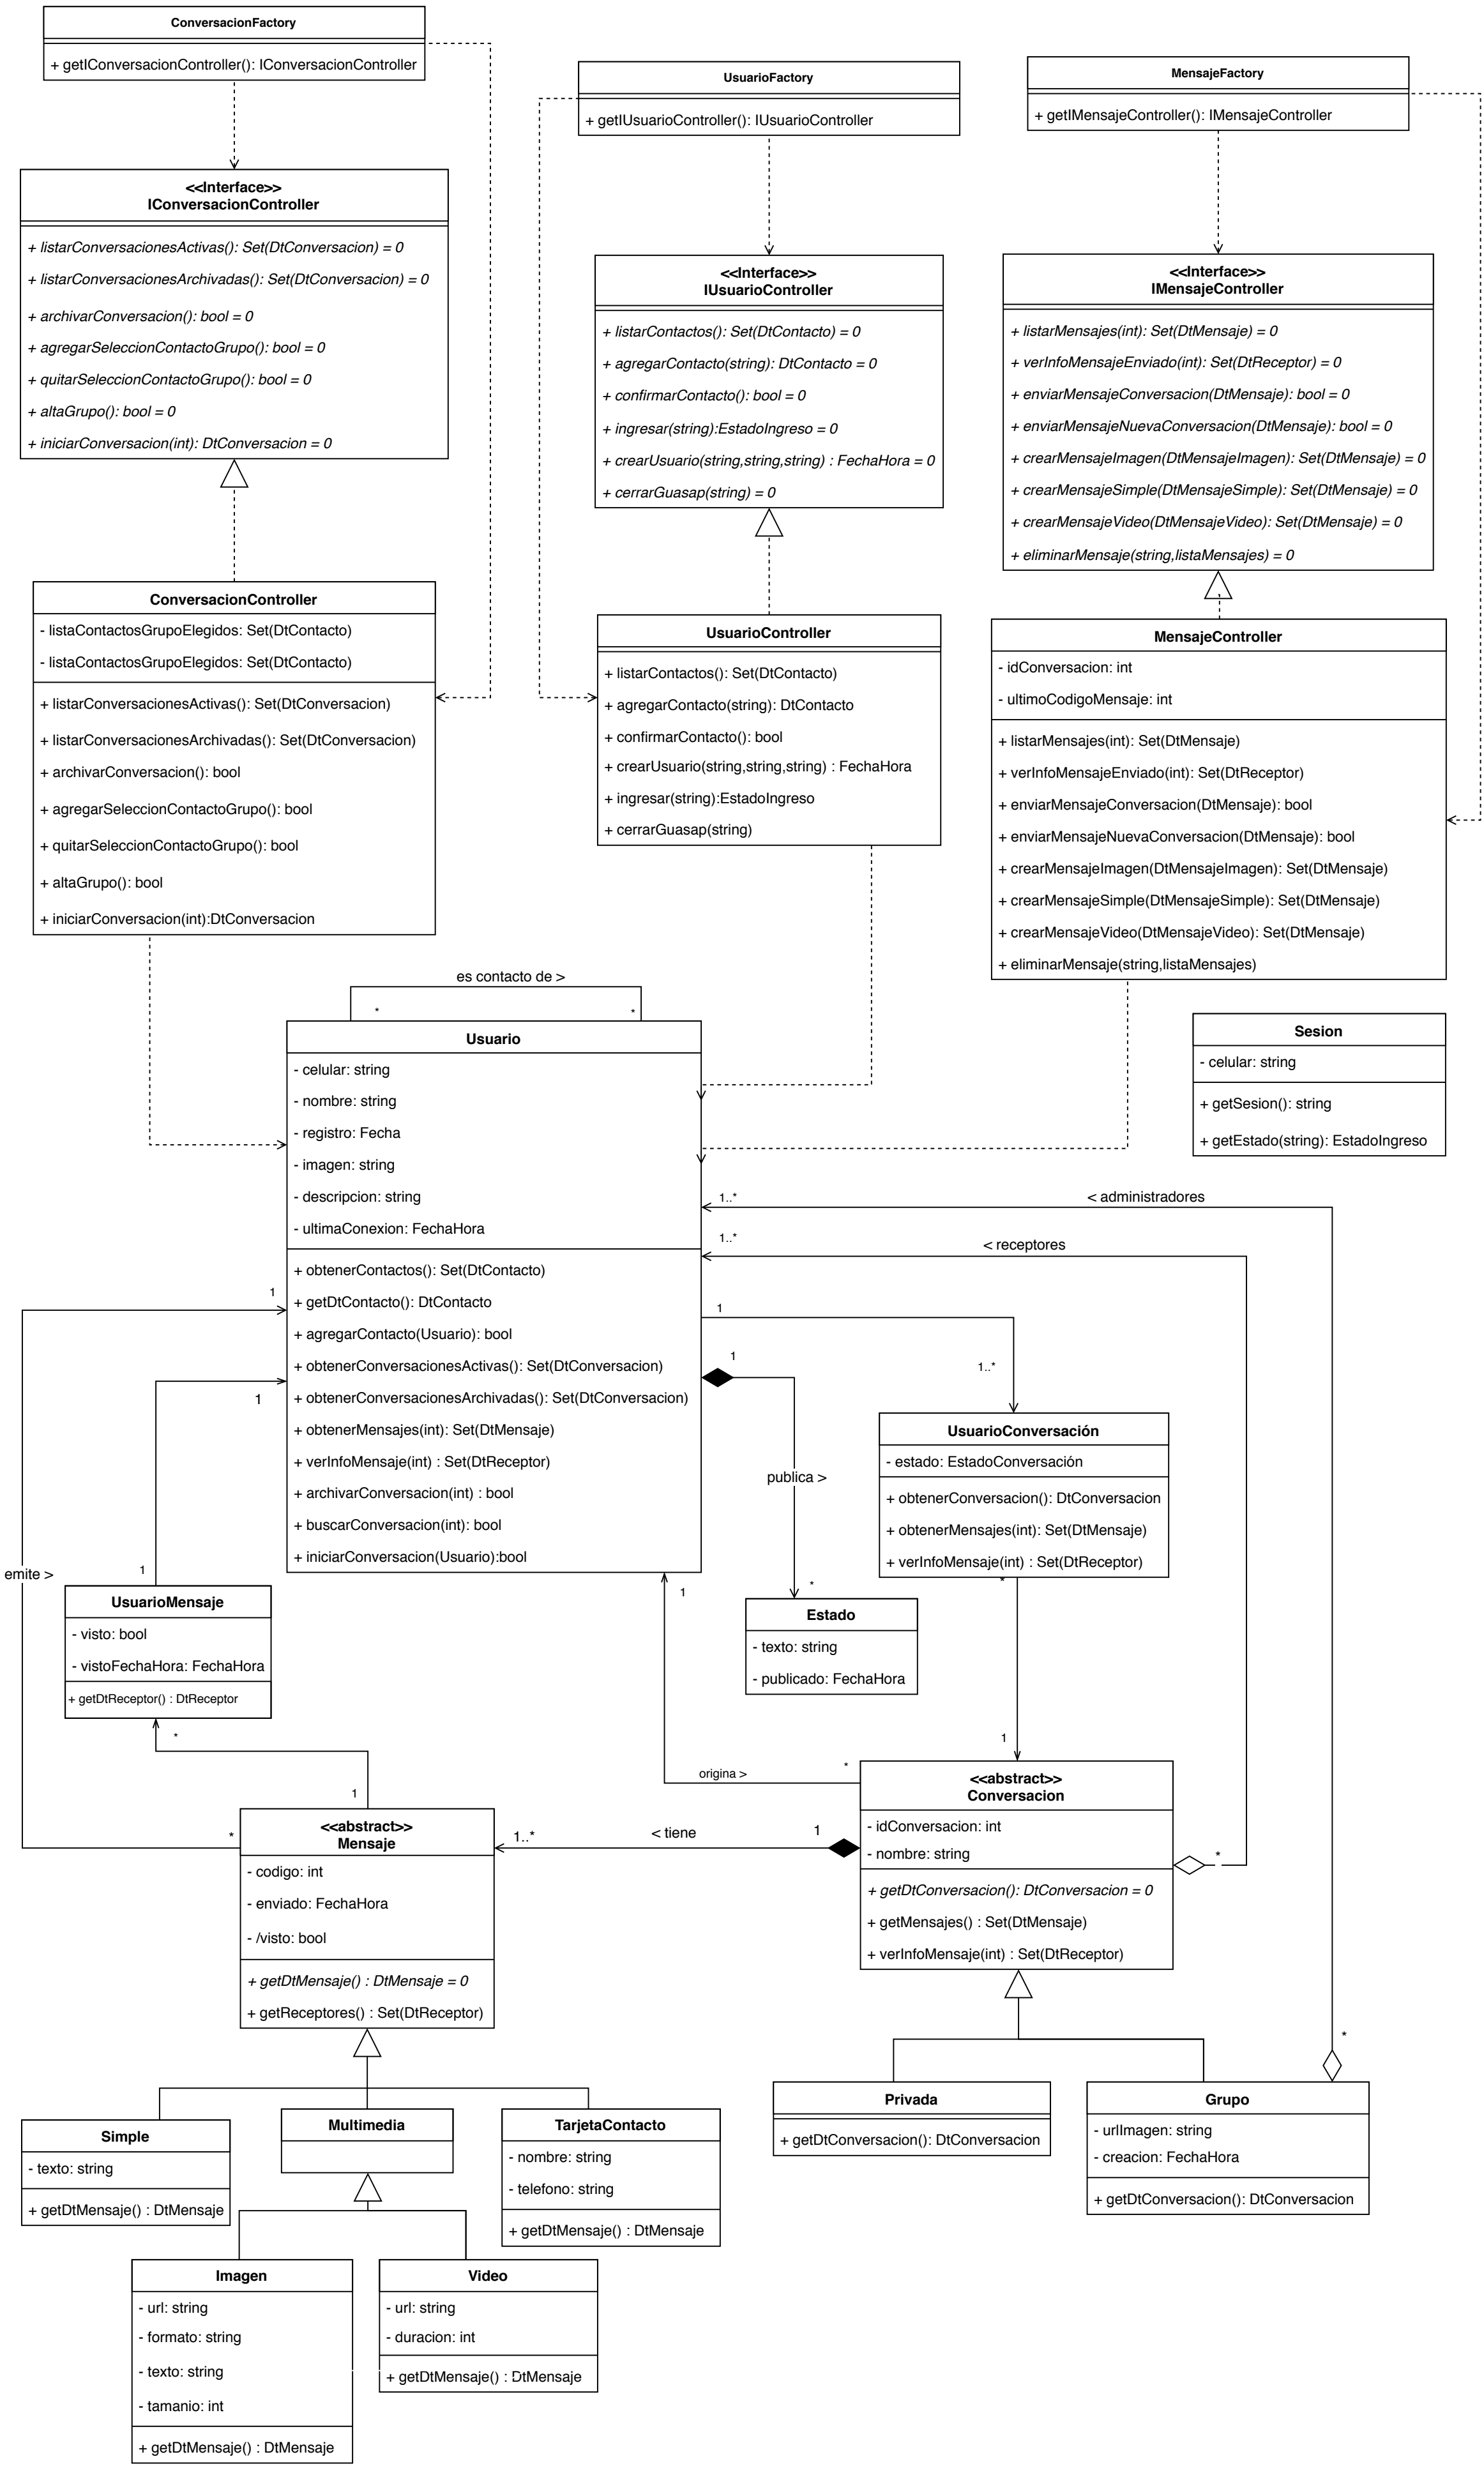 ConversacionFactory
+ getIConversacionController(): IConversacionController
UsuarioFactory
+ getIUsuarioController(): IUsuarioController
MensajeFactory
+ getIMensajeController(): IMensajeController
<<Interface>>
IConversacionController
+ listarConversacionesActivas(): Set(DtConversacion) = 0
+ listarConversacionesArchivadas(): Set(DtConversacion) = 0
+ archivarConversacion(): bool = 0
+ agregarSeleccionContactoGrupo(): bool = 0
+ quitarSeleccionContactoGrupo(): bool = 0
+ altaGrupo(): bool = 0
+ iniciarConversacion(int): DtConversacion = 0
<<Interface>>
IUsuarioController
+ listarContactos(): Set(DtContacto) = 0
+ agregarContacto(string): DtContacto = 0
+ confirmarContacto(): bool = 0
+ ingresar(string):EstadoIngreso = 0
+ crearUsuario(string,string,string) : FechaHora = 0
+ cerrarGuasap(string) = 0
<<Interface>>
IMensajeController
+ listarMensajes(int): Set(DtMensaje) = 0
+ verInfoMensajeEnviado(int): Set(DtReceptor) = 0
+ enviarMensajeConversacion(DtMensaje): bool = 0
+ enviarMensajeNuevaConversacion(DtMensaje): bool = 0
+ crearMensajeImagen(DtMensajeImagen): Set(DtMensaje) = 0
+ crearMensajeSimple(DtMensajeSimple): Set(DtMensaje) = 0
+ crearMensajeVideo(DtMensajeVideo): Set(DtMensaje) = 0
+ eliminarMensaje(string,listaMensajes) = 0
ConversacionController
- listaContactosGrupoElegidos: Set(DtContacto)
- listaContactosGrupoElegidos: Set(DtContacto)
+ listarConversacionesActivas(): Set(DtConversacion)
+ listarConversacionesArchivadas(): Set(DtConversacion)
+ archivarConversacion(): bool
+ agregarSeleccionContactoGrupo(): bool
+ quitarSeleccionContactoGrupo(): bool
+ altaGrupo(): bool
+ iniciarConversacion(int):DtConversacion
UsuarioController
+ listarContactos(): Set(DtContacto)
+ agregarContacto(string): DtContacto
+ confirmarContacto(): bool
+ crearUsuario(string,string,string) : FechaHora
+ ingresar(string):EstadoIngreso
+ cerrarGuasap(string)
MensajeController
- idConversacion: int
- ultimoCodigoMensaje: int
+ listarMensajes(int): Set(DtMensaje)
+ verInfoMensajeEnviado(int): Set(DtReceptor)
+ enviarMensajeConversacion(DtMensaje): bool
+ enviarMensajeNuevaConversacion(DtMensaje): bool
+ crearMensajeImagen(DtMensajeImagen): Set(DtMensaje)
+ crearMensajeSimple(DtMensajeSimple): Set(DtMensaje)
+ crearMensajeVideo(DtMensajeVideo): Set(DtMensaje)
+ eliminarMensaje(string,listaMensajes)
es contacto de >
*
*
Usuario
- celular: string
- nombre: string
- registro: Fecha
- imagen: string
- descripcion: string
- ultimaConexion: FechaHora
+ obtenerContactos(): Set(DtContacto)
+ getDtContacto(): DtContacto
+ agregarContacto(Usuario): bool
+ obtenerConversacionesActivas(): Set(DtConversacion)
+ obtenerConversacionesArchivadas(): Set(DtConversacion)
+ obtenerMensajes(int): Set(DtMensaje)
+ verInfoMensaje(int) : Set(DtReceptor)
+ archivarConversacion(int) : bool
+ buscarConversacion(int): bool
+ iniciarConversacion(Usuario):bool
Sesion
- celular: string
+ getSesion(): string
+ getEstado(string): EstadoIngreso
1..*
< administradores
1..*
< receptores
1
1
1
1..*
1
publica >
*
UsuarioConversación
- estado: EstadoConversación
+ obtenerConversacion(): DtConversacion
+ obtenerMensajes(int): Set(DtMensaje)
+ verInfoMensaje(int) : Set(DtReceptor)
*
1
emite >
1
UsuarioMensaje
- visto: bool
- vistoFechaHora: FechaHora
+ getDtReceptor() : DtReceptor
*
1
*
1
Estado
- texto: string
- publicado: FechaHora
origina >
*
<<abstract>>
Mensaje
- codigo: int
- enviado: FechaHora
- /visto: bool
+ getDtMensaje() : DtMensaje = 0
+ getReceptores() : Set(DtReceptor)
1..*
< tiene
1
<<abstract>>
Conversacion
- idConversacion: int
- nombre: string
+ getDtConversacion(): DtConversacion = 0
+ getMensajes() : Set(DtMensaje)
+ verInfoMensaje(int) : Set(DtReceptor)
*
*
Simple
- texto: string
+ getDtMensaje() : DtMensaje
Multimedia
TarjetaContacto
- nombre: string
- telefono: string
+ getDtMensaje() : DtMensaje
Privada
+ getDtConversacion(): DtConversacion
Grupo
- urlImagen: string
- creacion: FechaHora
+ getDtConversacion(): DtConversacion
Imagen
- url: string
- formato: string
- texto: string
- tamanio: int
+ getDtMensaje() : DtMensaje
Video
- url: string
- duracion: int
+ getDtMensaje() : DtMensaje